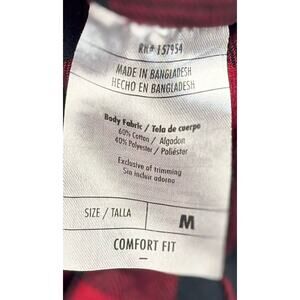 RN# 157954
MADE IN BANGLADESH
HECHO EN BANGLADESH
Body Fabric / Tela de cuerpo
60% Cotton / Algodon
40% Polyester / Poliéster
Exclusive of trimming
Sin incluir adorno
SIZE / TALLA M
COMFORT FIT
–